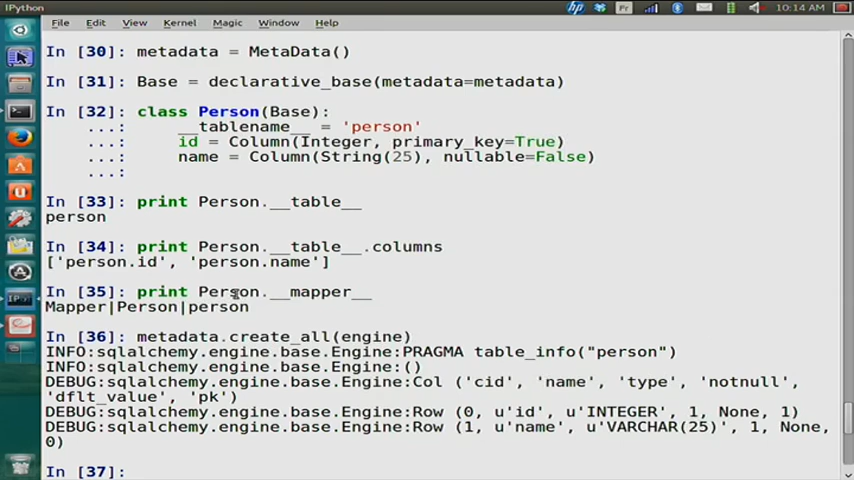 IPython
Fr
10:14 AM
File Edit View Kernel Magic Window Help
In [30]: metadata = MetaData()
In [31]: Base = declarative_base(metadata=metadata)
In [32]: class Person(Base):
...: __tablename__ = 'person'
...: id = Column(Integer, primary_key=True)
...: name = Column(String(25), nullable=False)
...:
In [33]: print Person.__table__
person
In [34]: print Person.__table__.columns
['person.id', 'person.name']
In [35]: print Person.__mapper__
Mapper|Person|person
In [36]: metadata.create_all(engine)
INFO:sqlalchemy.engine.base.Engine:PRAGMA table_info("person")
INFO:sqlalchemy.engine.base.Engine:()
DEBUG:sqlalchemy.engine.base.Engine:Col ('cid', 'name', 'type', 'notnull',
'dflt_value', 'pk')
DEBUG:sqlalchemy.engine.base.Engine:Row (0, u'id', u'INTEGER', 1, None, 1)
DEBUG:sqlalchemy.engine.base.Engine:Row (1, u'name', u'VARCHAR(25)', 1, None,
0)
In [37]: